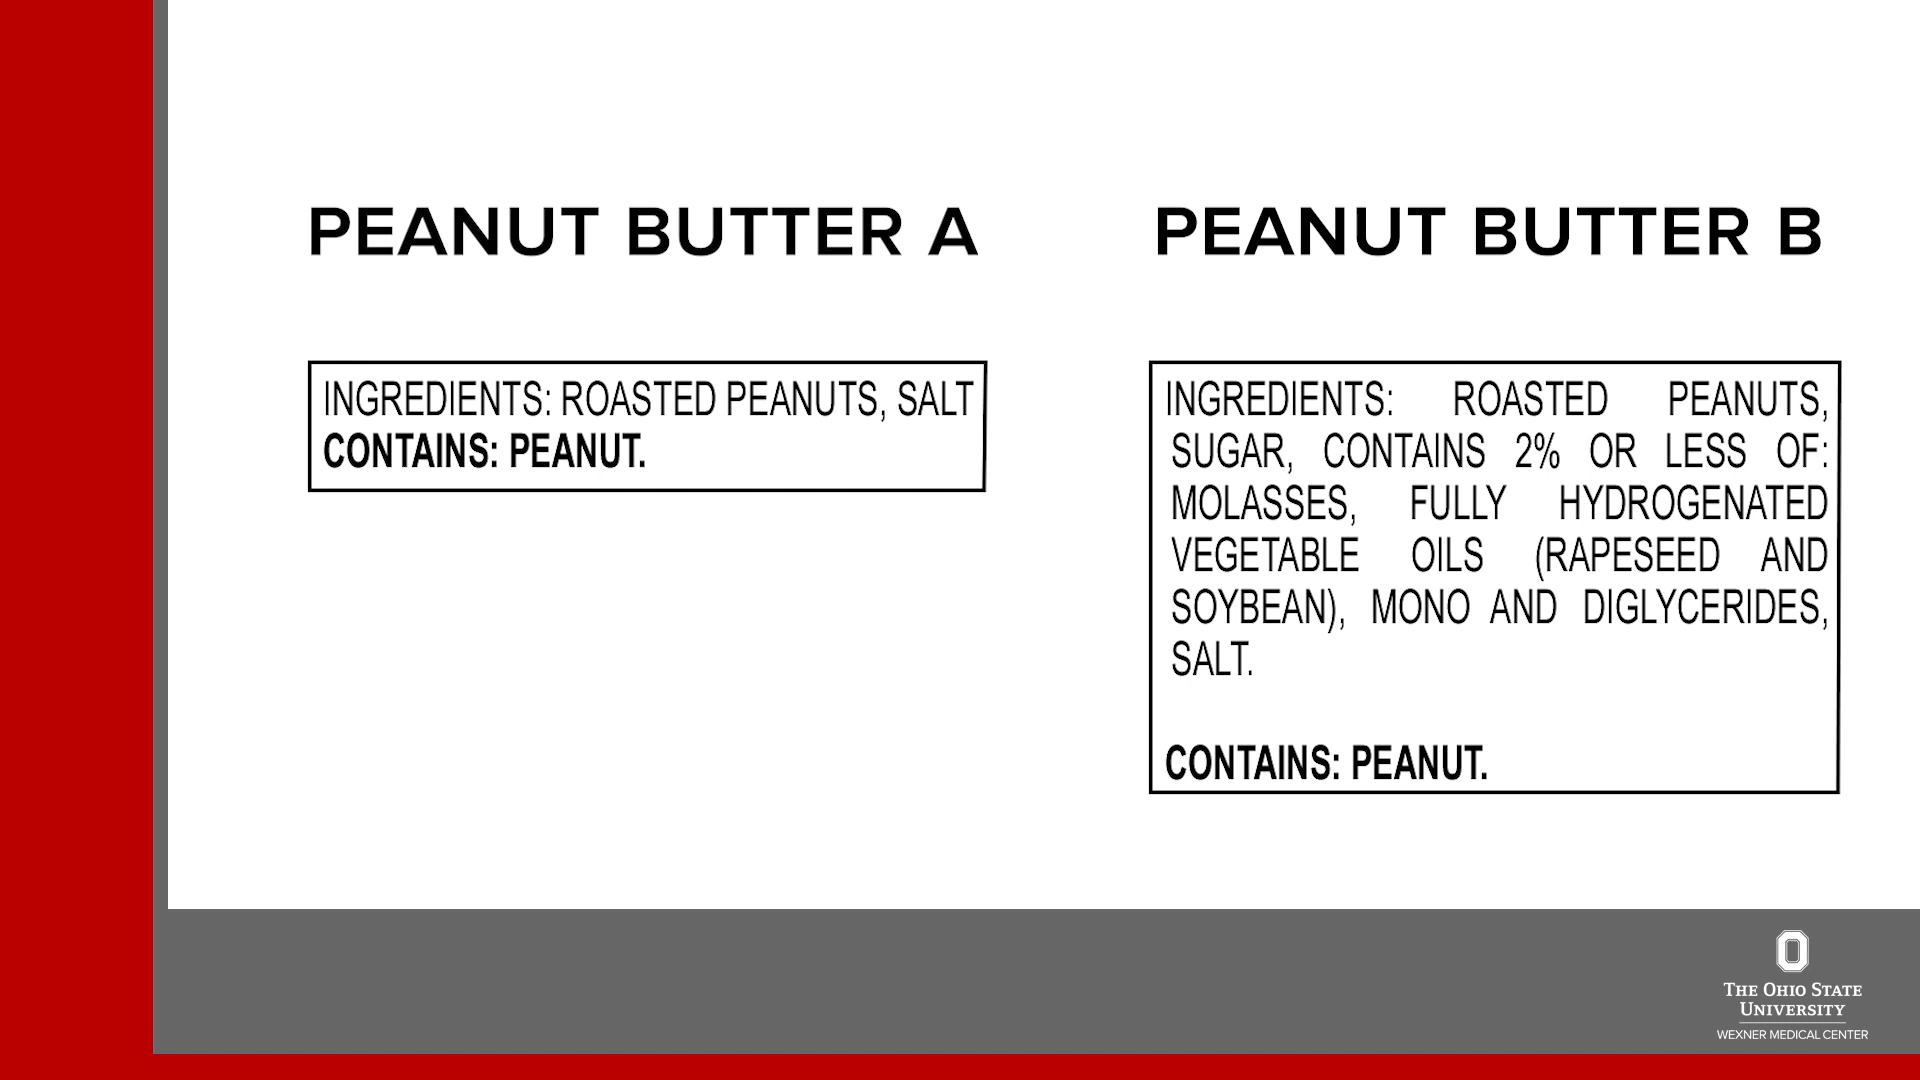 PEANUT BUTTER A
INGREDIENTS: ROASTED PEANUTS, SALT
CONTAINS: PEANUT.
PEANUT BUTTER B
INGREDIENTS: ROASTED PEANUTS,
SUGAR, CONTAINS 2% OR LESS OF:
MOLASSES, FULLY HYDROGENATED
VEGETABLE OILS (RAPESEED AND
SOYBEAN), MONO AND DIGLYCERIDES,
SALT.
CONTAINS: PEANUT.
THE OHIO STATE
UNIVERSITY
WEXNER MEDICAL CENTER